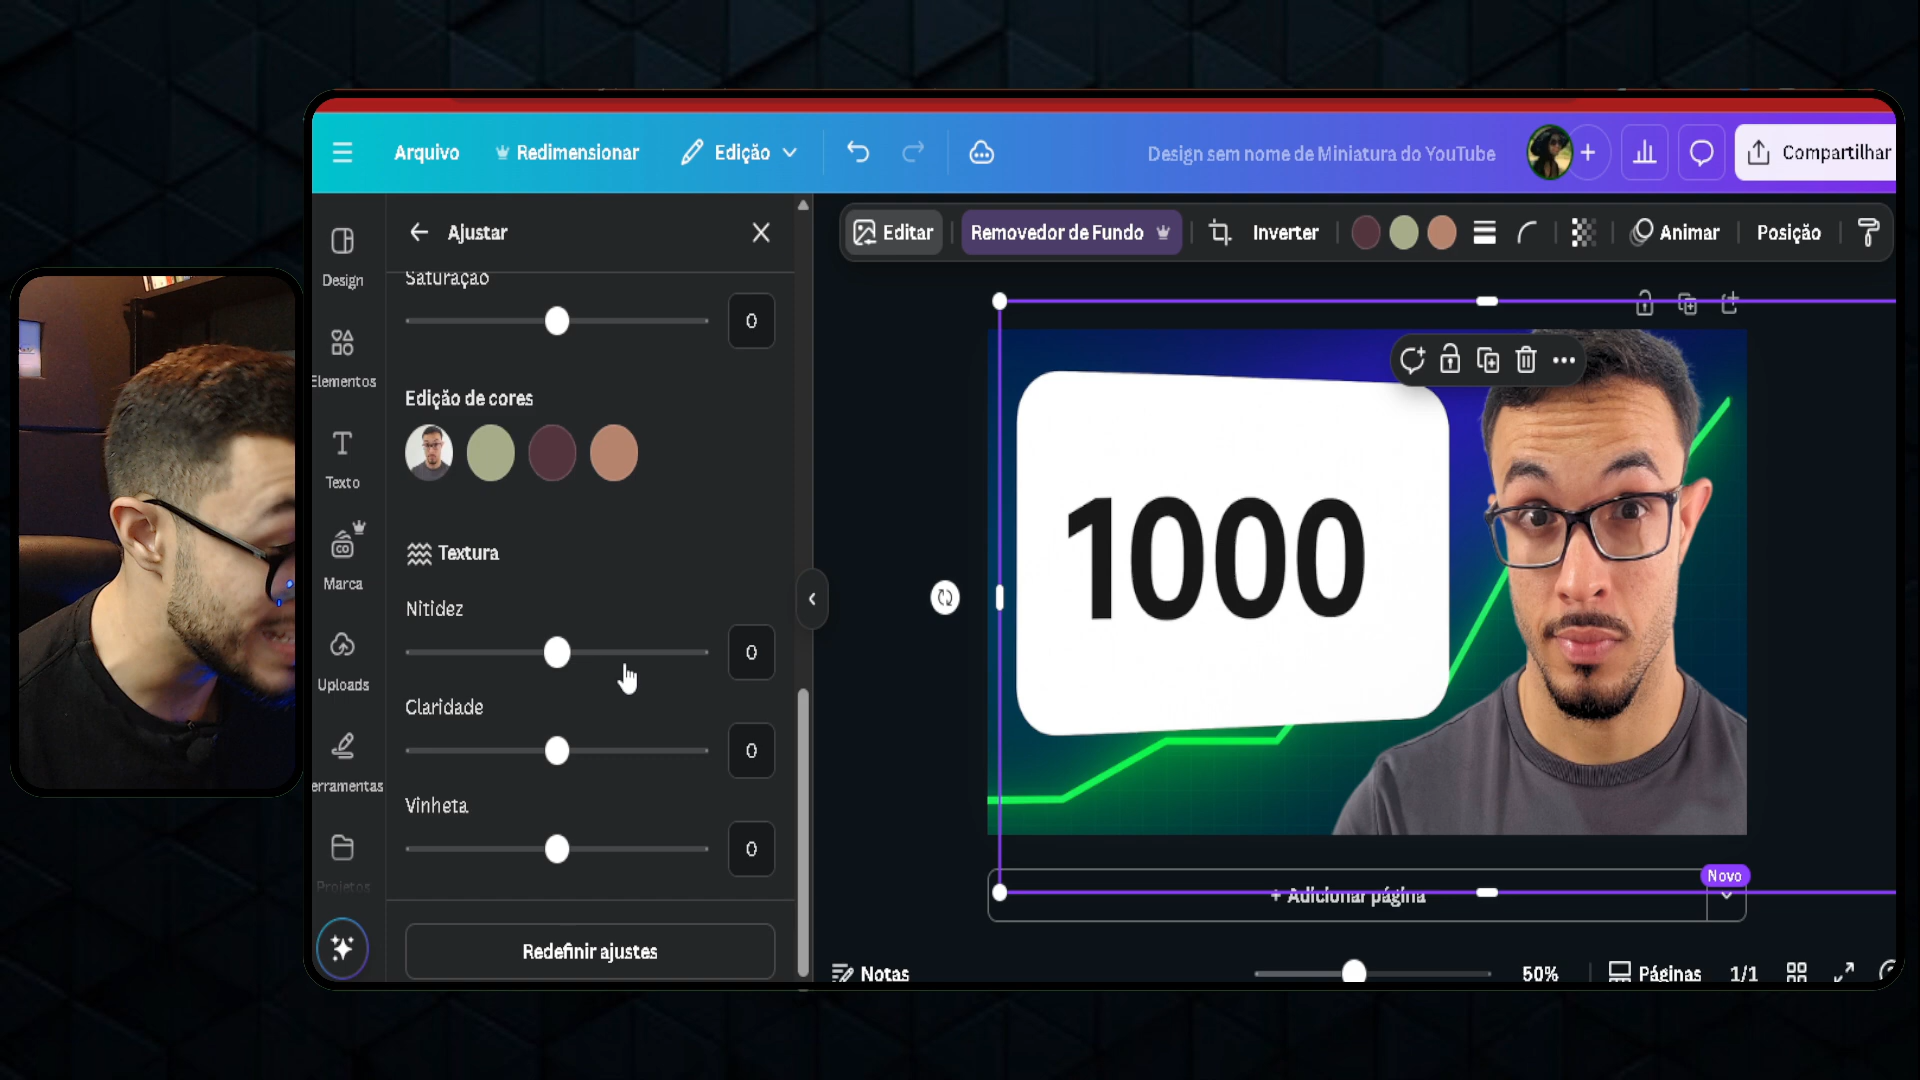 Arquivo
Redimensionar
Edição
Design sem nome de Miniatura do YouTube
Compartilhar
Design
Elementos
Texto
Marca
Uploads
erramentas
Projetos
Ajustar
Saturação
0
Edição de cores
Textura
Nitidez
0
Claridade
0
Vinheta
0
Redefinir ajustes
Editar
Removedor de Fundo
Inverter
Animar
Posição
1000
Novo
+ Adicionar página
Notas
50%
Páginas
1/1